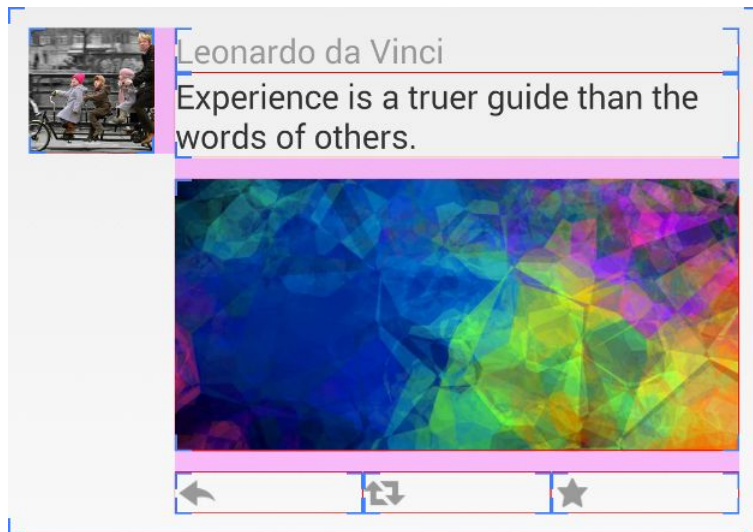 Leonardo da Vinci
Experience is a truer guide than the
words of others.